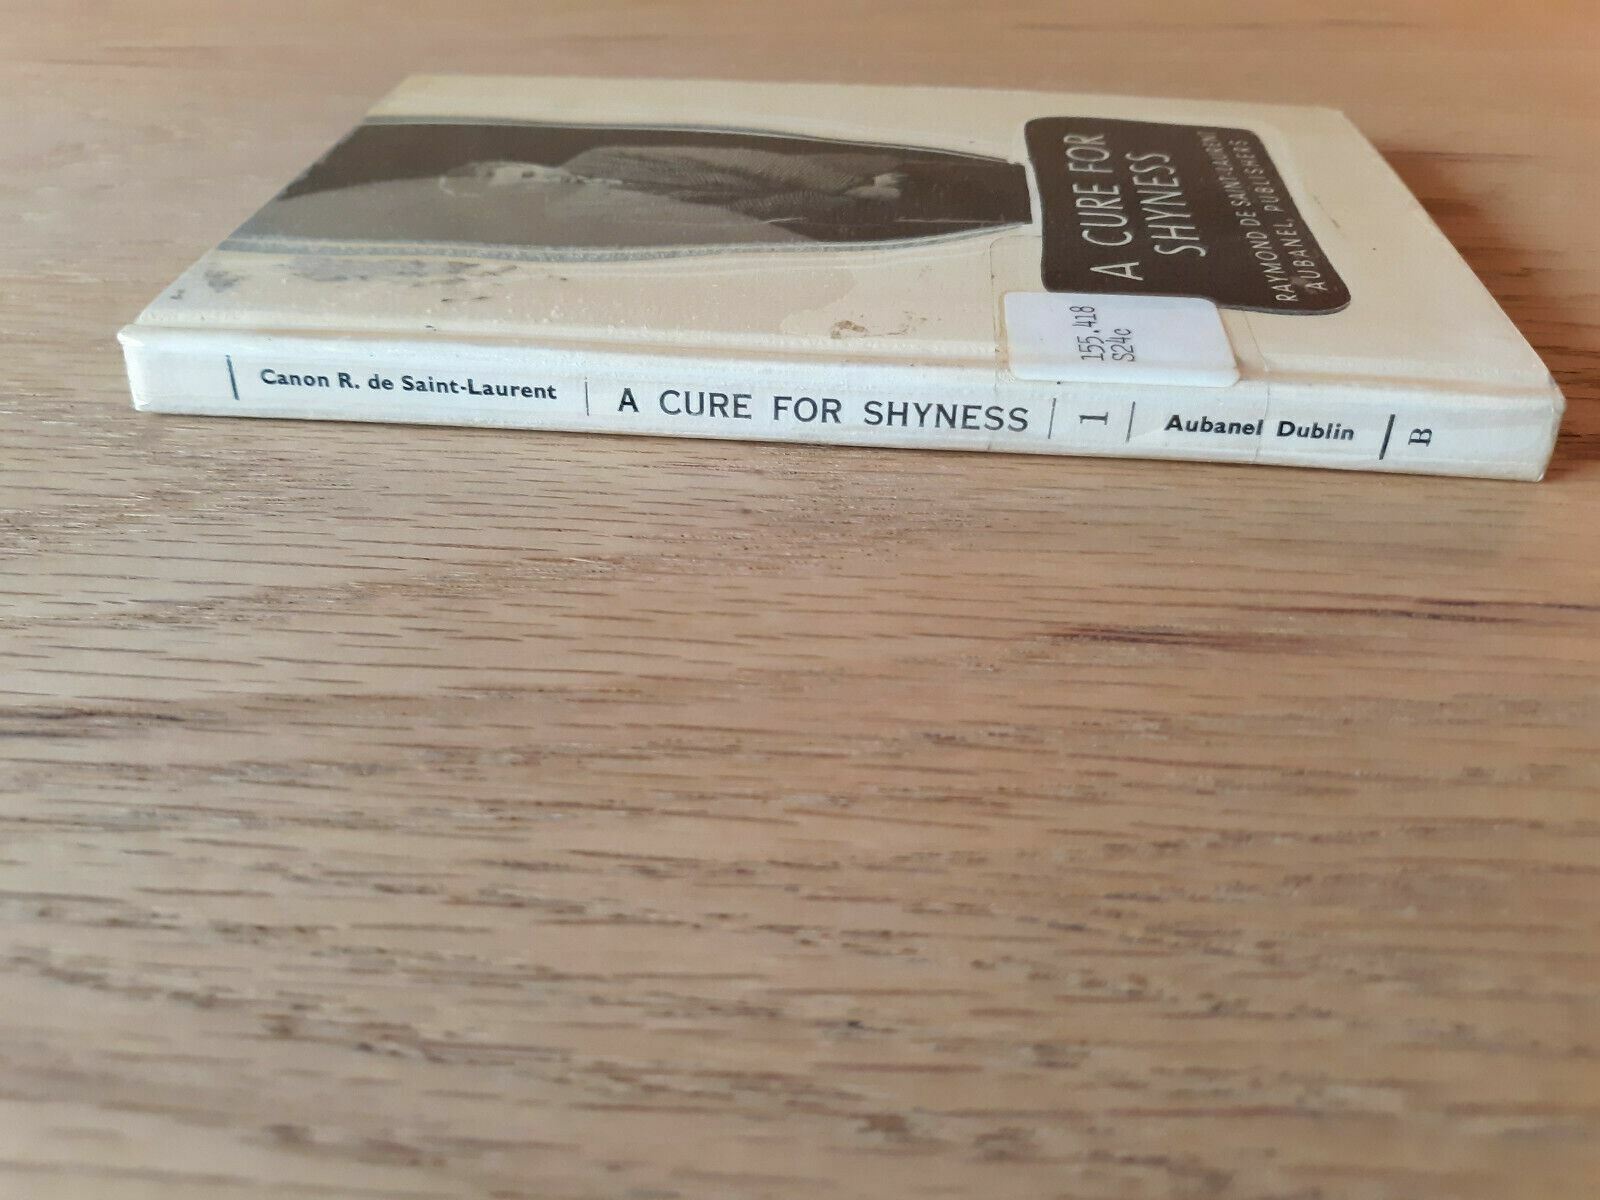 A CURE FOR
SHYNESS
RAYMOND DE SAINT-LAURENT
AUBANEL, PUBLISHERS
155.418
S24c
Canon R. de Saint-Laurent | A CURE FOR SHYNESS | 1 | Aubanel Dublin | B